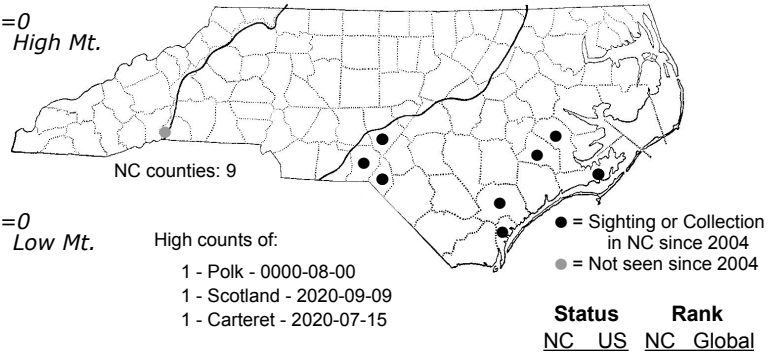 =0
High Mt.
NC counties: 9
=0
Low Mt.
High counts of:
1 - Polk - 0000-08-00
1 - Scotland - 2020-09-09
1 - Carteret - 2020-07-15
= Sighting or Collection
in NC since 2004
= Not seen since 2004
Status Rank
NC US NC Global